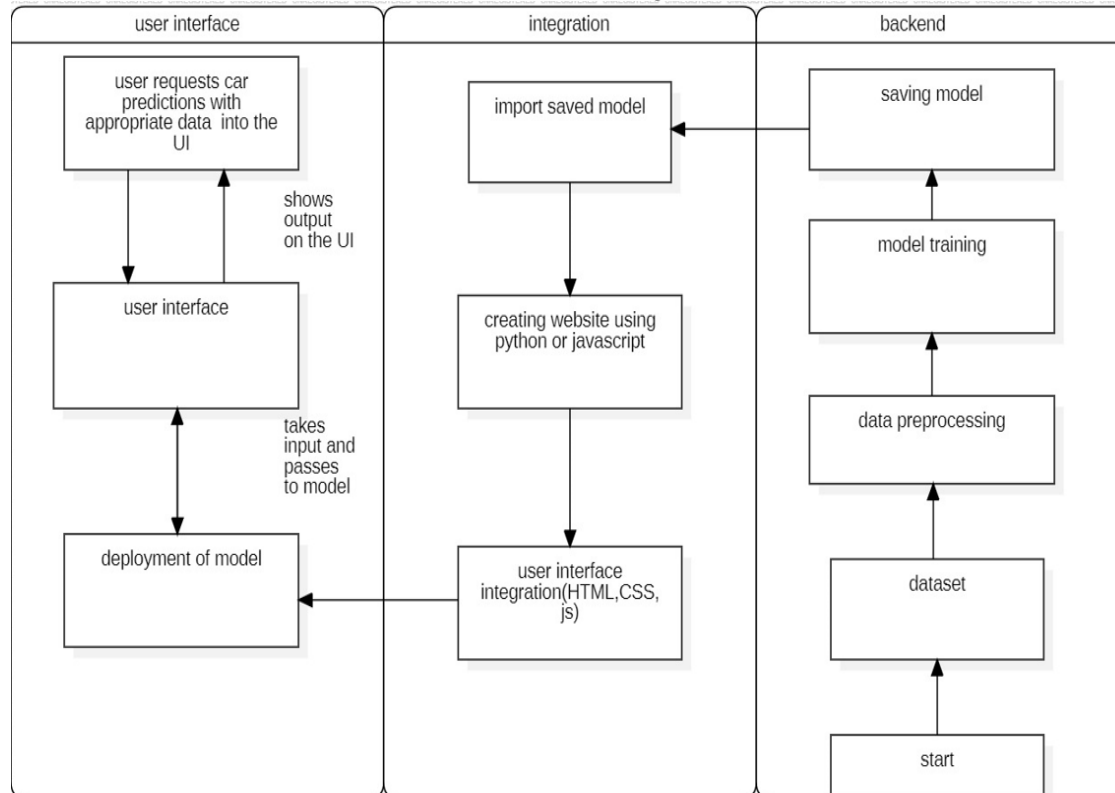 user interface
integration
backend
user requests car
predictions with
appropriate data into the
UI
shows
output
on the UI
user interface
takes
input and
passes
to model
deployment of model
import saved model
creating website using
python or javascript
user interface
integration(HTML,CSS,
js)
saving model
model training
data preprocessing
dataset
start